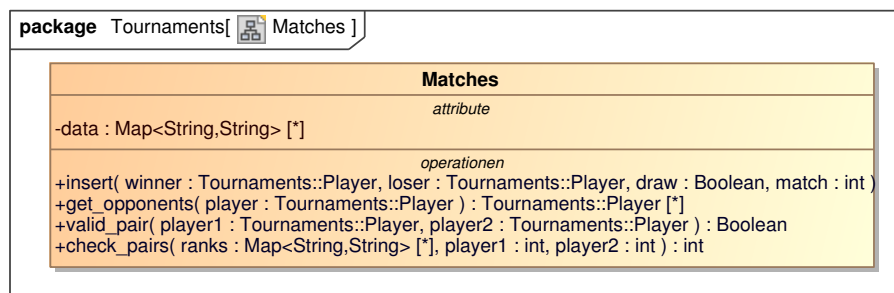 package Tournaments[ Matches ]
Matches
attribute
-data : Map<String,String> [*]
operationen
+insert( winner : Tournaments::Player, loser : Tournaments::Player, draw : Boolean, match : int )
+get_opponents( player : Tournaments::Player ) : Tournaments::Player [*]
+valid_pair( player1 : Tournaments::Player, player2 : Tournaments::Player ) : Boolean
+check_pairs( ranks : Map<String,String> [*], player1 : int, player2 : int ) : int